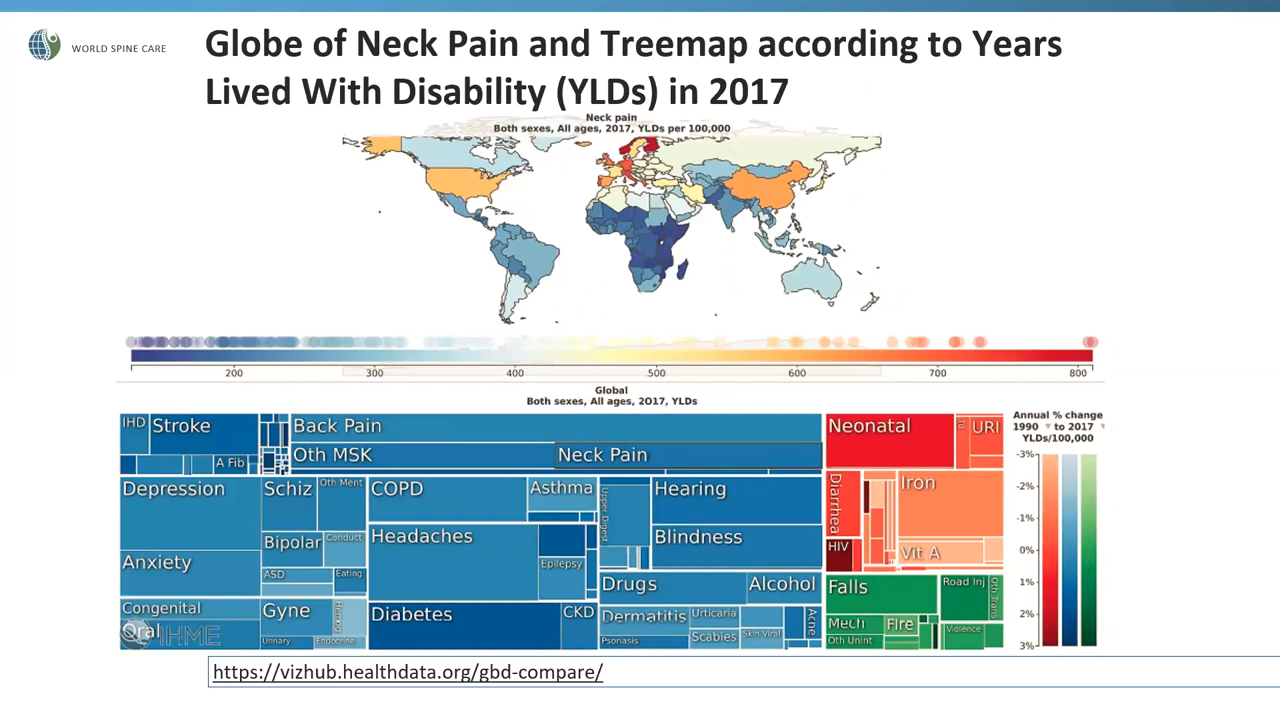 WORLD SPINE CARE
Globe of Neck Pain and Treemap according to Years
Lived With Disability (YLDs) in 2017
Neck pain
Both sexes, All ages, 2017, YLDs per 100,000
200 300 400 500 600 700 800
Global
Both sexes, All ages, 2017, YLDs
IHD
Stroke
A Fib
Back Pain
Oth MSK
Neck Pain
Neonatal
URI
Depression
Schiz
Oth Ment
COPD
Asthma
Upper Digest
Hearing
Diarrhea
Iron
Anxiety
Bipolar
Conduct
Headaches
Epilepsy
Blindness
HIV
Vit A
ASD
Eating
Drugs
Alcohol
Falls
Road Inj
Oth Trans
Congenital
Gyne
Diabetes
CKD
Dermatitis
Urticaria
Acne
Mech
Fire
Violence
Oral
Urinary
Endocrine
Psoriasis
Scabies
Skin Viral
Oth Unint
IHME
Annual % change
1990 to 2017
YLDs/100,000
-3%
-2%
-1%
0%
1%
2%
3%
https://vizhub.healthdata.org/gbd-compare/